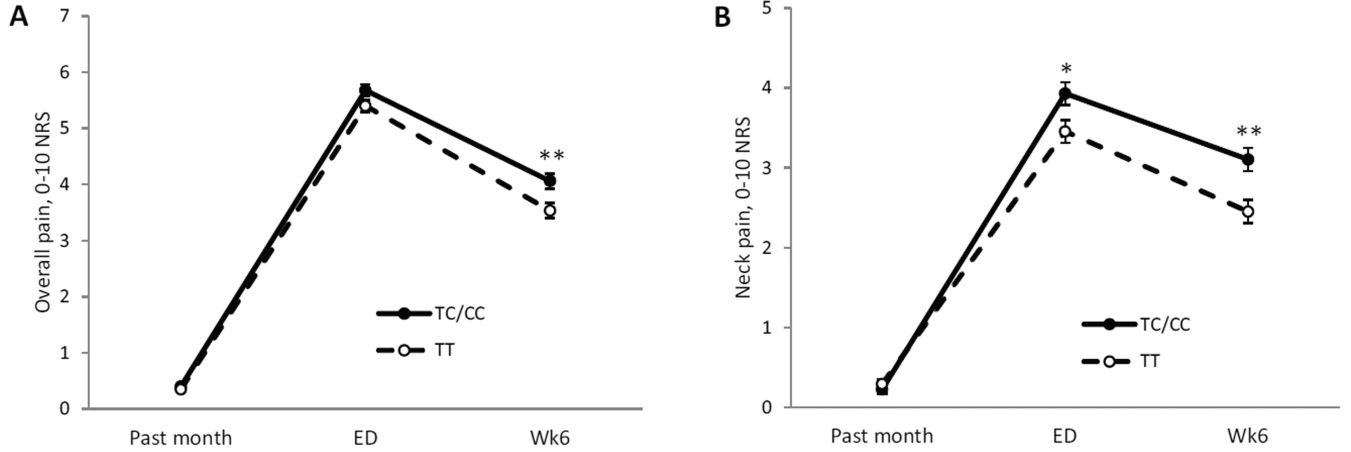 A
Overall pain, 0-10 NRS
7
6
5
4
3
2
1
0
**
TC/CC
TT
Past month ED Wk6
B
Neck pain, 0-10 NRS
5
4
3
2
1
0
*
**
TC/CC
TT
Past month ED Wk6